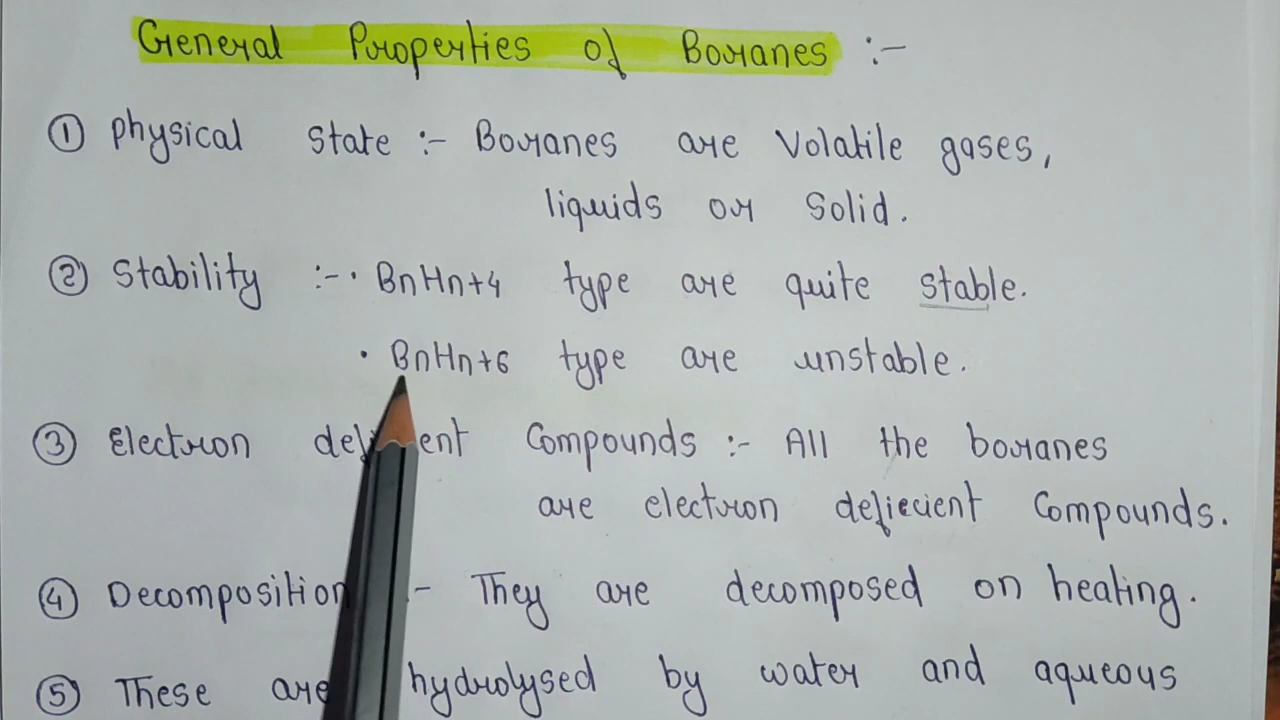 General Properties of Boranes :-
① Physical State :- Boranes are Volatile gases,
liquids or Solid.
② Stability :- • BnHn+4 type are quite stable.
• BnHn+6 type are unstable.
③ Electron Compounds :- All the boranes
are electron defiecient Compounds.
④ Decomposition :- They are decomposed on heating.
⑤ These are hydrolysed by water and aqueous